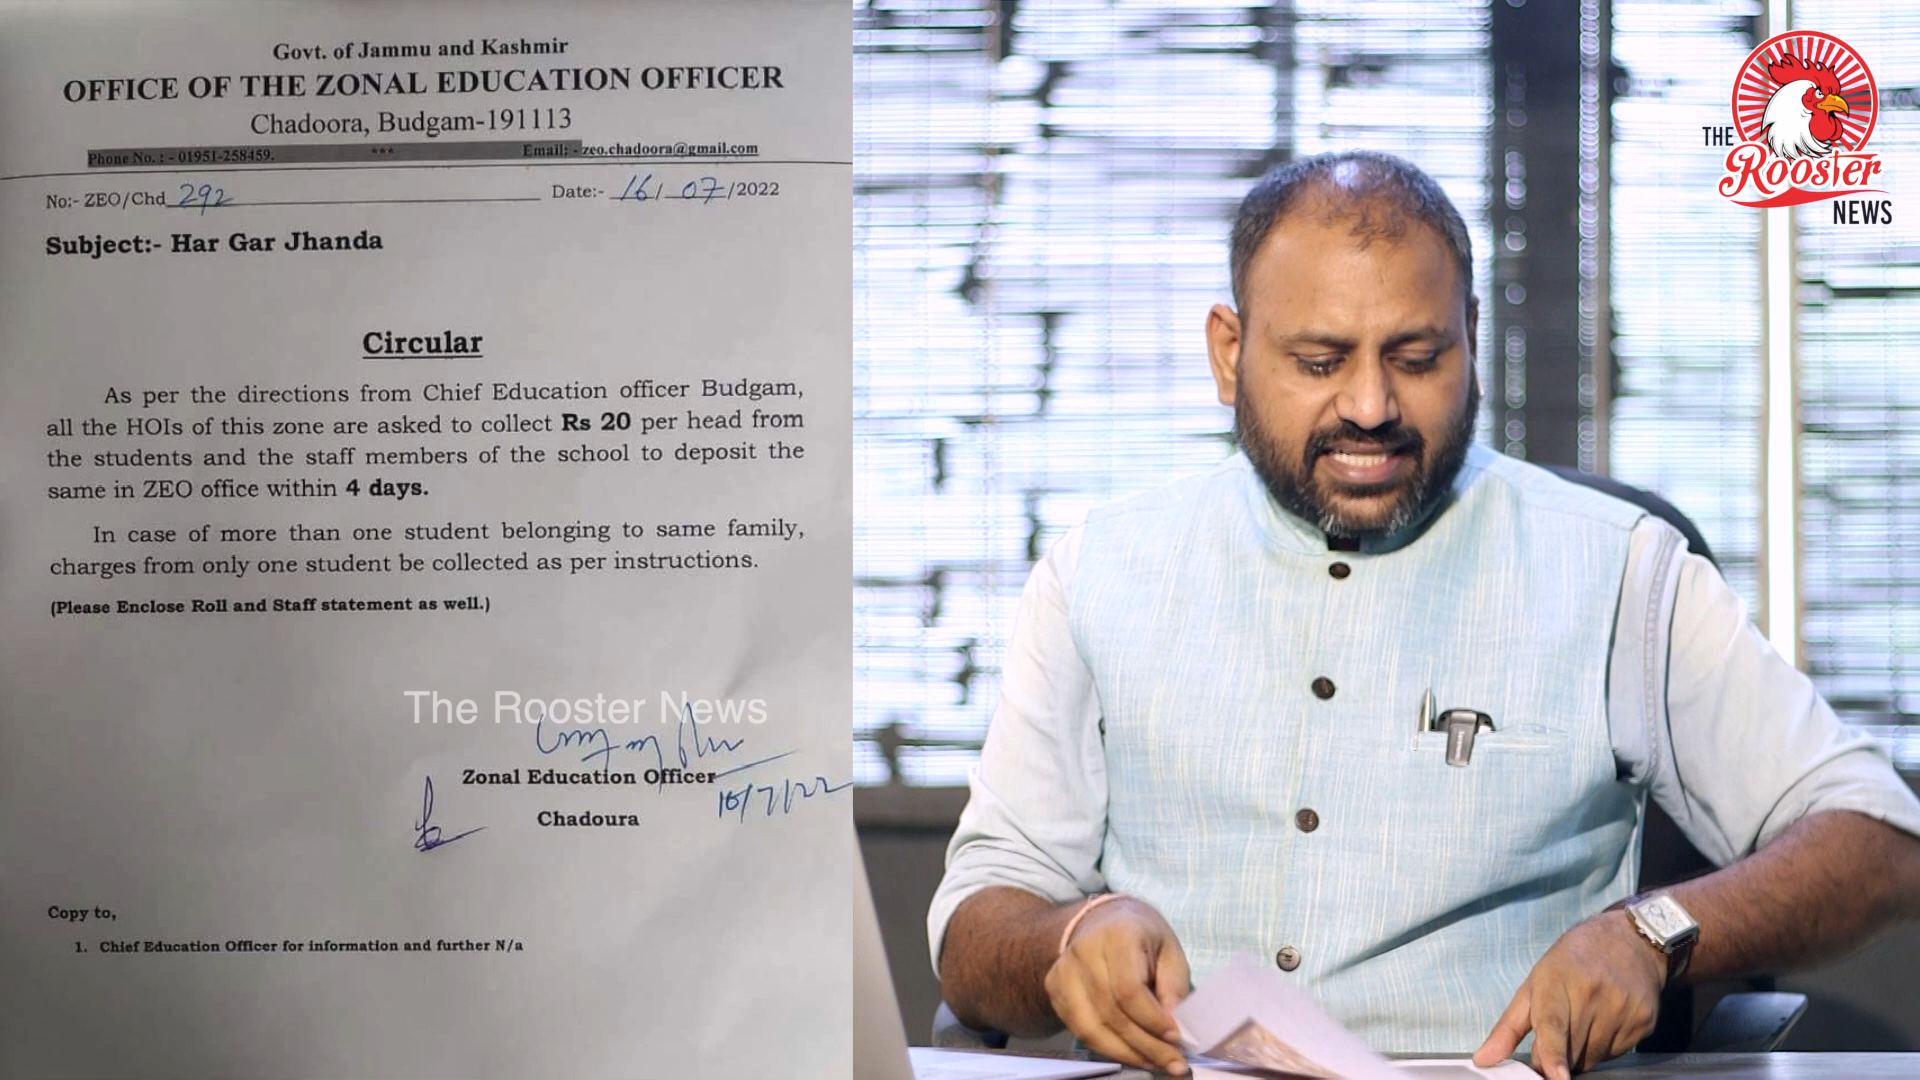 Govt. of Jammu and Kashmir
OFFICE OF THE ZONAL EDUCATION OFFICER
Chadoora, Budgam-191113
Phone No. : - 01951-258459. *** Email: - zeo.chadoora@gmail.com
No:- ZEO/Chd 292 Date:- 16/ 07/2022
Subject:- Har Gar Jhanda
Circular
As per the directions from Chief Education officer Budgam,
all the HOIs of this zone are asked to collect Rs 20 per head from
the students and the staff members of the school to deposit the
same in ZEO office within 4 days.
In case of more than one student belonging to same family,
charges from only one student be collected as per instructions.
(Please Enclose Roll and Staff statement as well.)
The Rooster News
Zonal Education Officer
16/7/22
Chadoura
Copy to,
1. Chief Education Officer for information and further N/a
THE
Rooster
NEWS